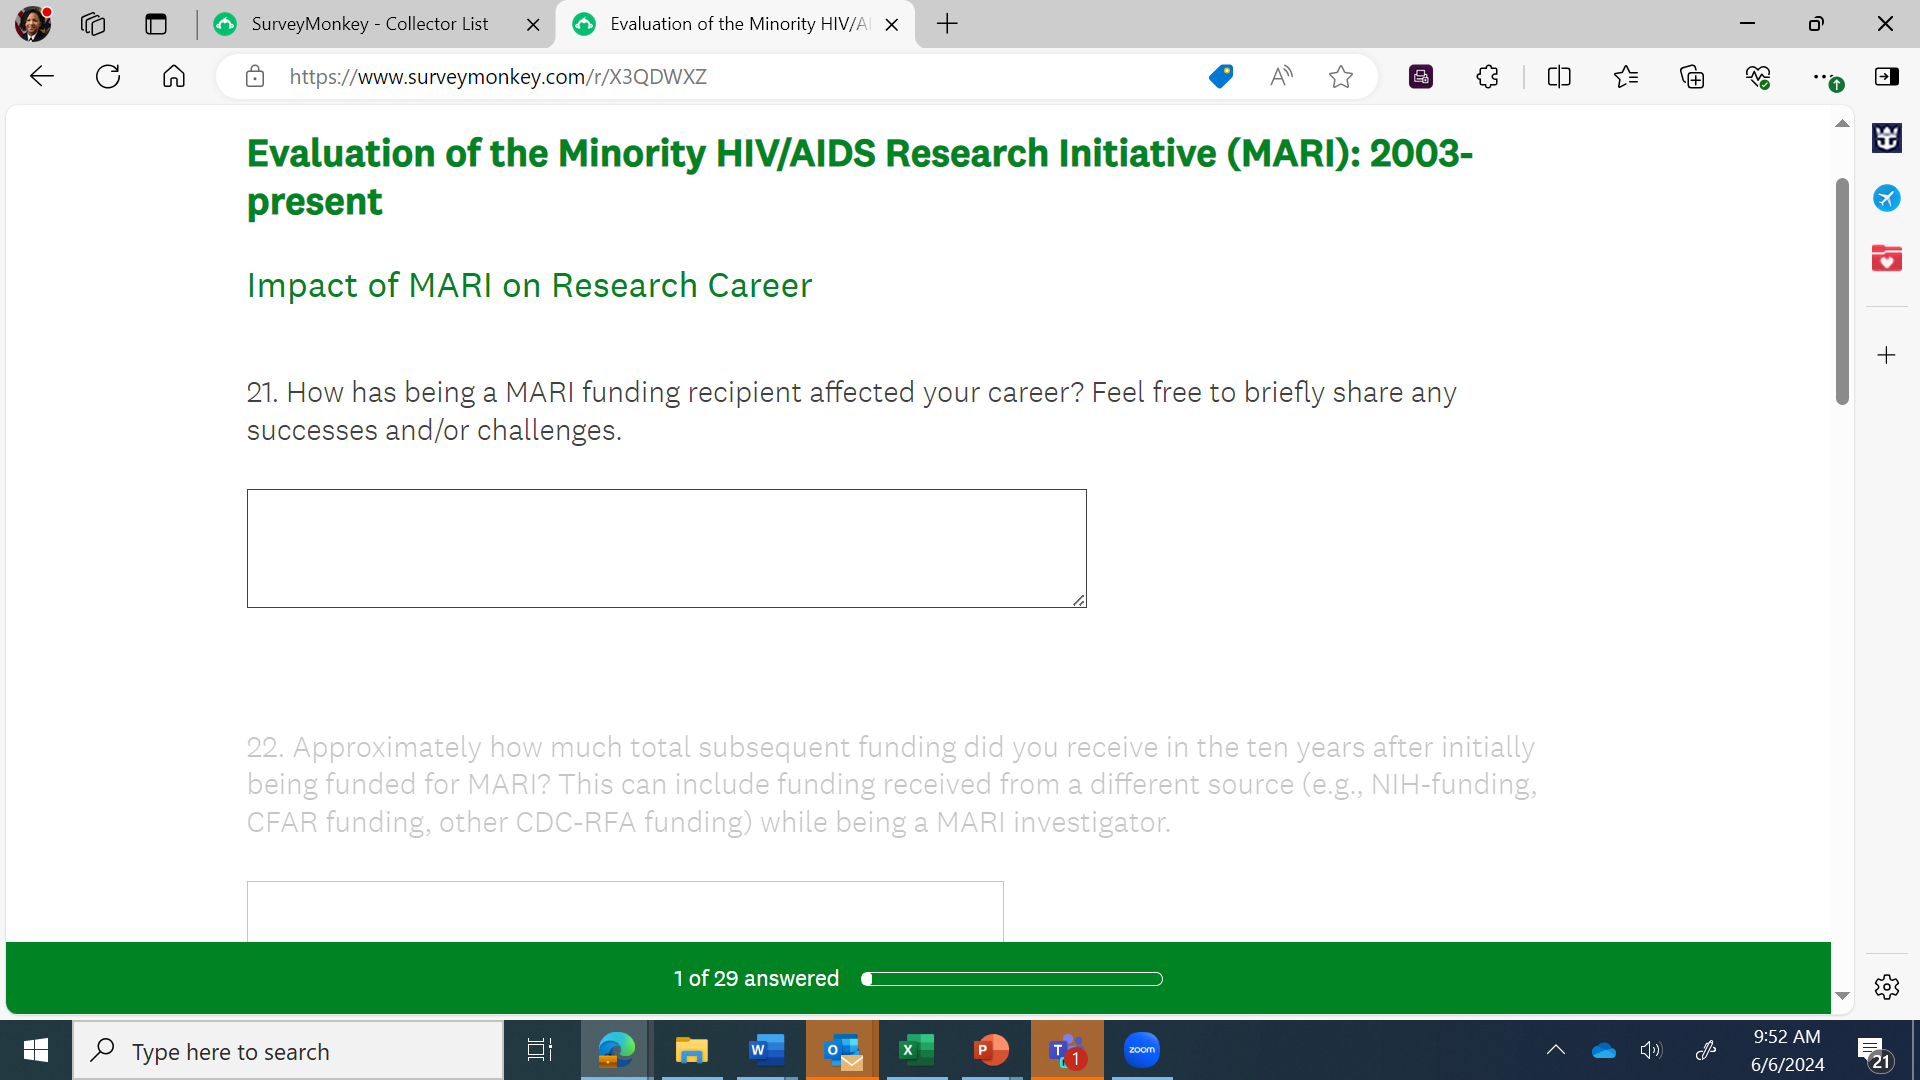 SurveyMonkey - Collector List
Evaluation of the Minority HIV/AI
https://www.surveymonkey.com/r/X3QDWXZ
Evaluation of the Minority HIV/AIDS Research Initiative (MARI): 2003-
present
Impact of MARI on Research Career
21. How has being a MARI funding recipient affected your career? Feel free to briefly share any
successes and/or challenges.
22. Approximately how much total subsequent funding did you receive in the ten years after initially
being funded for MARI? This can include funding received from a different source (e.g., NIH-funding,
CFAR funding, other CDC-RFA funding) while being a MARI investigator.
1 of 29 answered
Type here to search
zoom
1
9:52 AM
6/6/2024
21